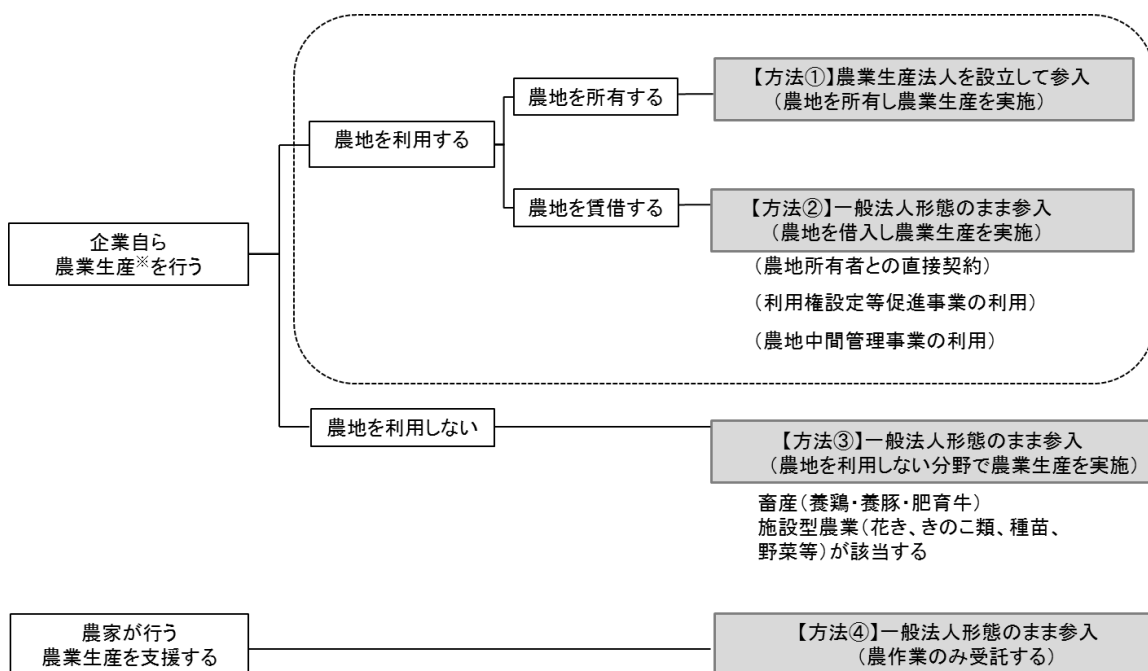 企業自ら
農業生産※を行う
農地を利用する
農地を所有する
【方法①】農業生産法人を設立して参入
(農地を所有し農業生産を実施)
農地を賃借する
【方法②】一般法人形態のまま参入
(農地を借入し農業生産を実施)
(農地所有者との直接契約)
(利用権設定等促進事業の利用)
(農地中間管理事業の利用)
農地を利用しない
【方法③】一般法人形態のまま参入
(農地を利用しない分野で農業生産を実施)
畜産(養鶏・養豚・肥育牛)
施設型農業(花き、きのこ類、種苗、
野菜等)が該当する
農家が行う
農業生産を支援する
【方法④】一般法人形態のまま参入
(農作業のみ受託する)